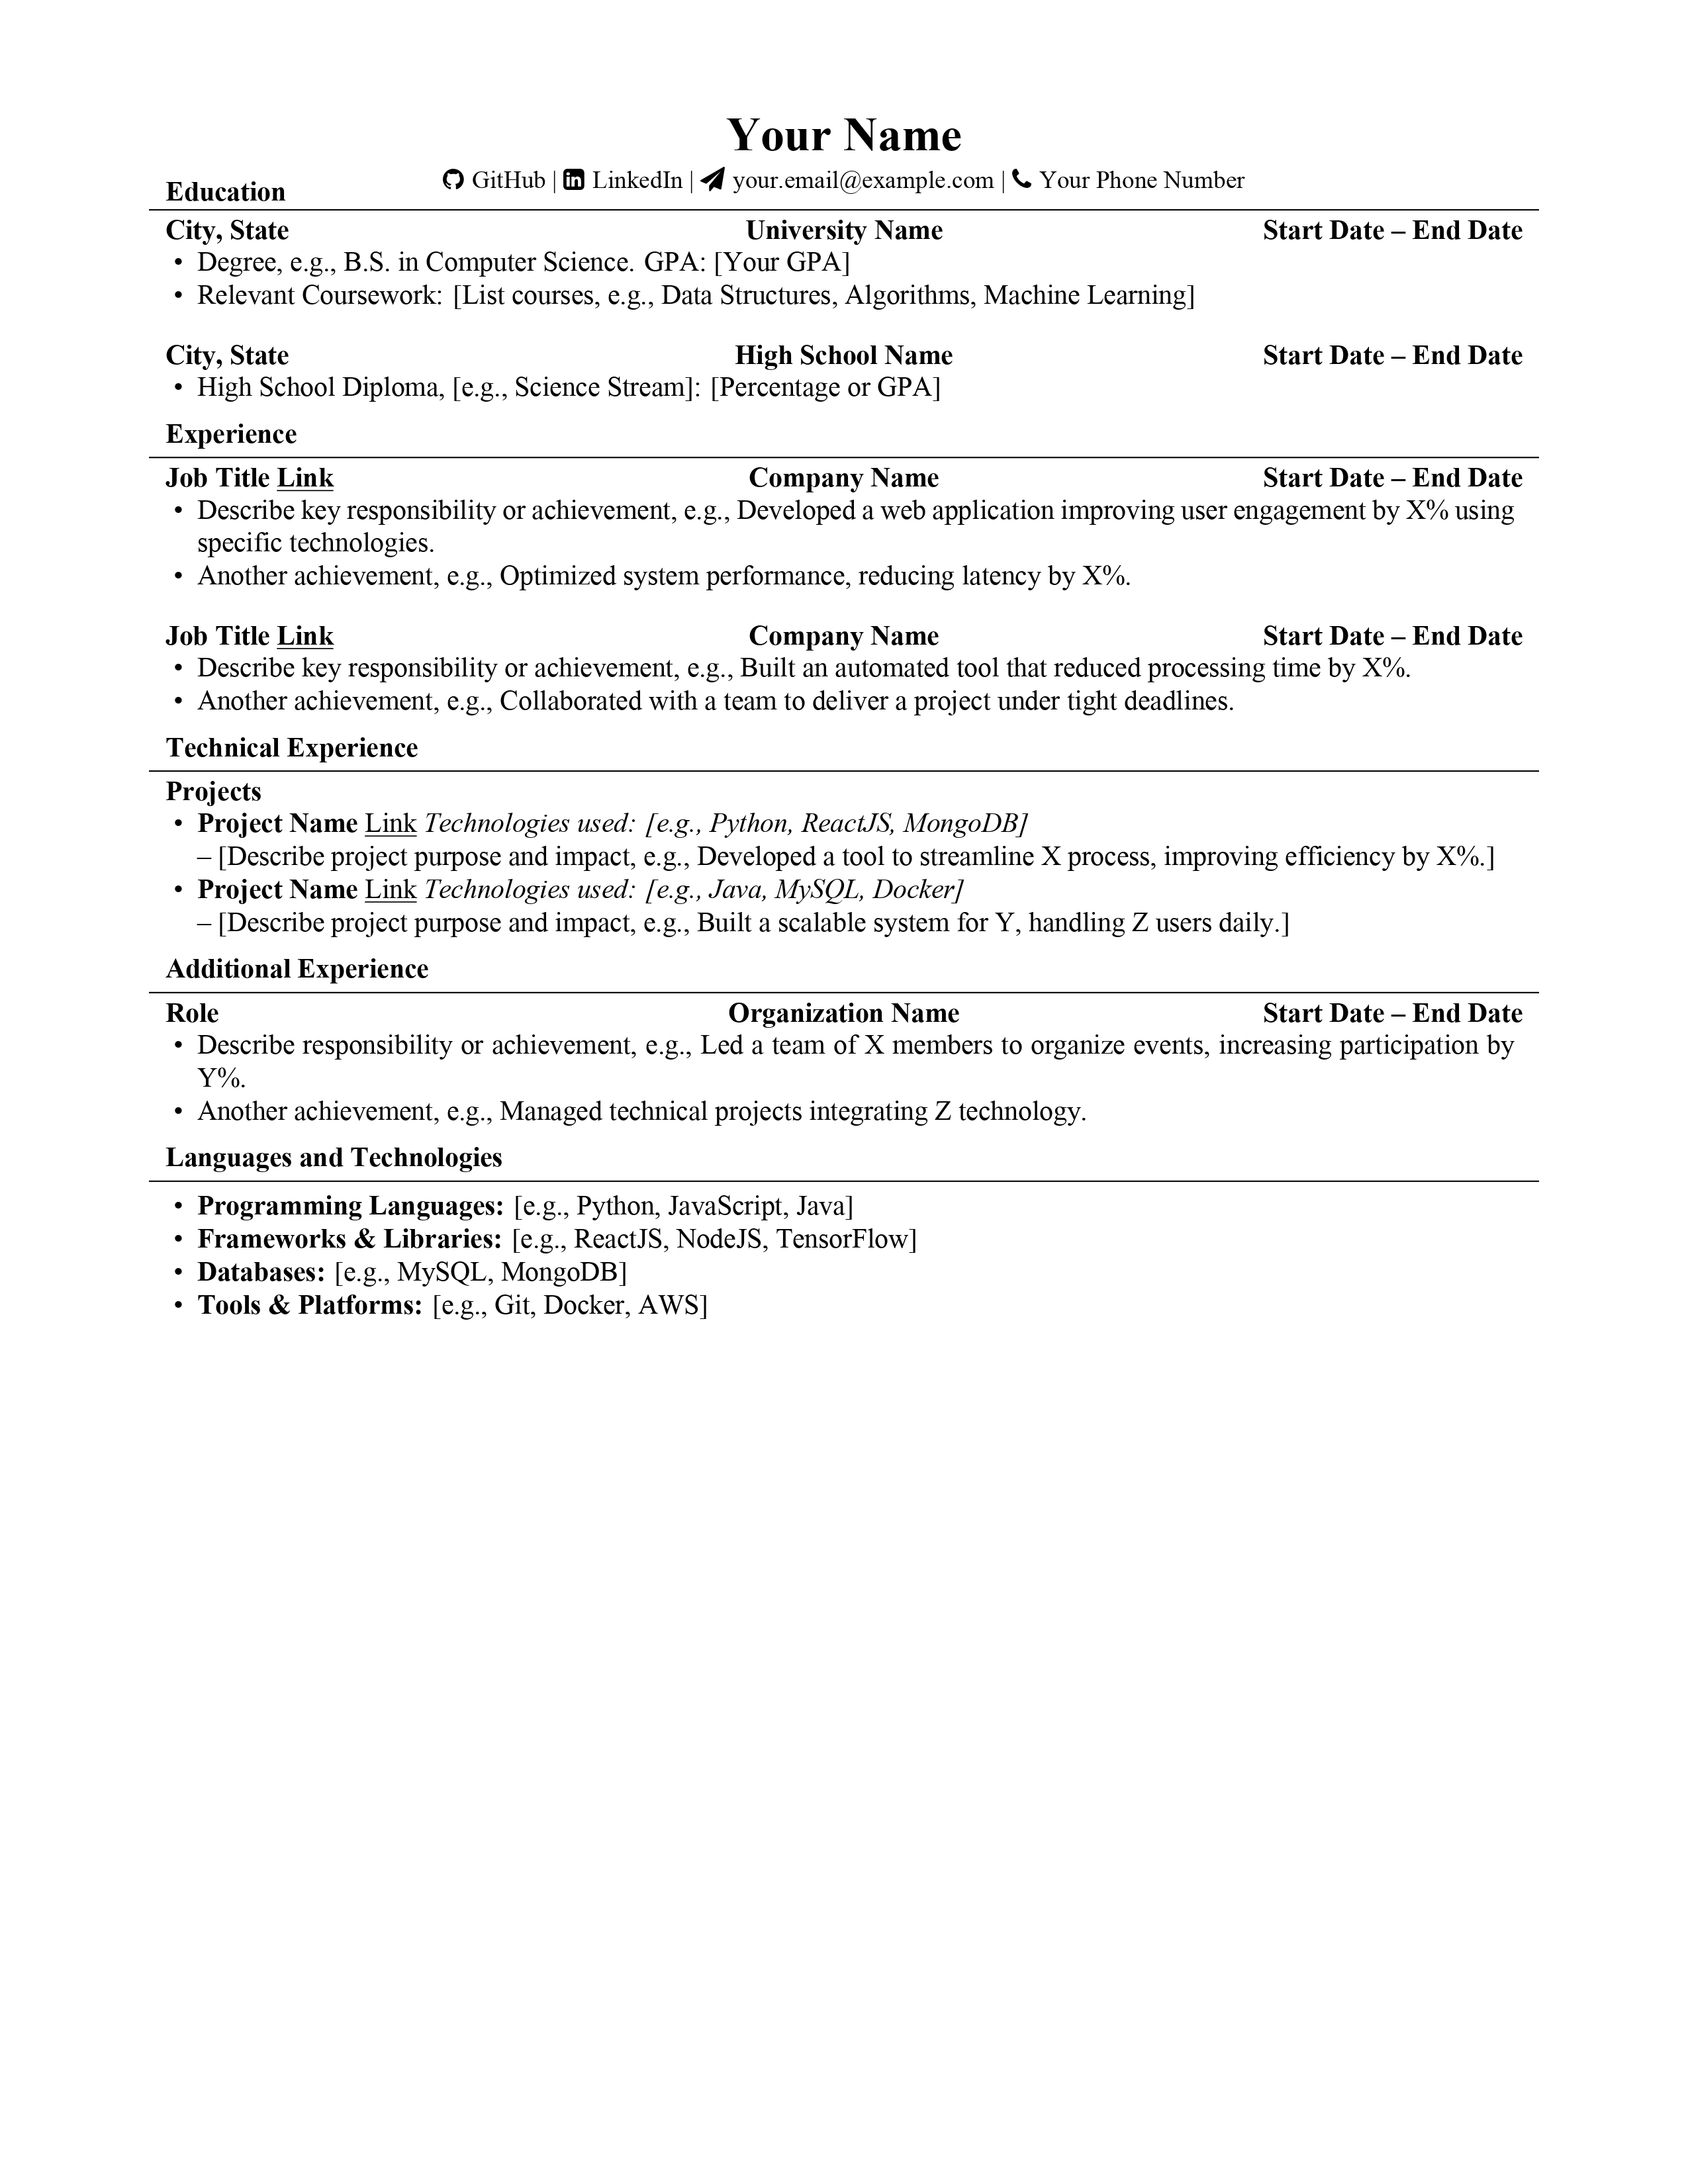 Your Name
GitHub | LinkedIn | your.email@example.com | Your Phone Number
Education
City, State University Name Start Date – End Date
• Degree, e.g., B.S. in Computer Science. GPA: [Your GPA]
• Relevant Coursework: [List courses, e.g., Data Structures, Algorithms, Machine Learning]
City, State High School Name Start Date – End Date
• High School Diploma, [e.g., Science Stream]: [Percentage or GPA]
Experience
Job Title Link Company Name Start Date – End Date
• Describe key responsibility or achievement, e.g., Developed a web application improving user engagement by X% using
specific technologies.
• Another achievement, e.g., Optimized system performance, reducing latency by X%.
Job Title Link Company Name Start Date – End Date
• Describe key responsibility or achievement, e.g., Built an automated tool that reduced processing time by X%.
• Another achievement, e.g., Collaborated with a team to deliver a project under tight deadlines.
Technical Experience
Projects
• Project Name Link Technologies used: [e.g., Python, ReactJS, MongoDB]
– [Describe project purpose and impact, e.g., Developed a tool to streamline X process, improving efficiency by X%.]
• Project Name Link Technologies used: [e.g., Java, MySQL, Docker]
– [Describe project purpose and impact, e.g., Built a scalable system for Y, handling Z users daily.]
Additional Experience
Role Organization Name Start Date – End Date
• Describe responsibility or achievement, e.g., Led a team of X members to organize events, increasing participation by
Y%.
• Another achievement, e.g., Managed technical projects integrating Z technology.
Languages and Technologies
• Programming Languages: [e.g., Python, JavaScript, Java]
• Frameworks & Libraries: [e.g., ReactJS, NodeJS, TensorFlow]
• Databases: [e.g., MySQL, MongoDB]
• Tools & Platforms: [e.g., Git, Docker, AWS]